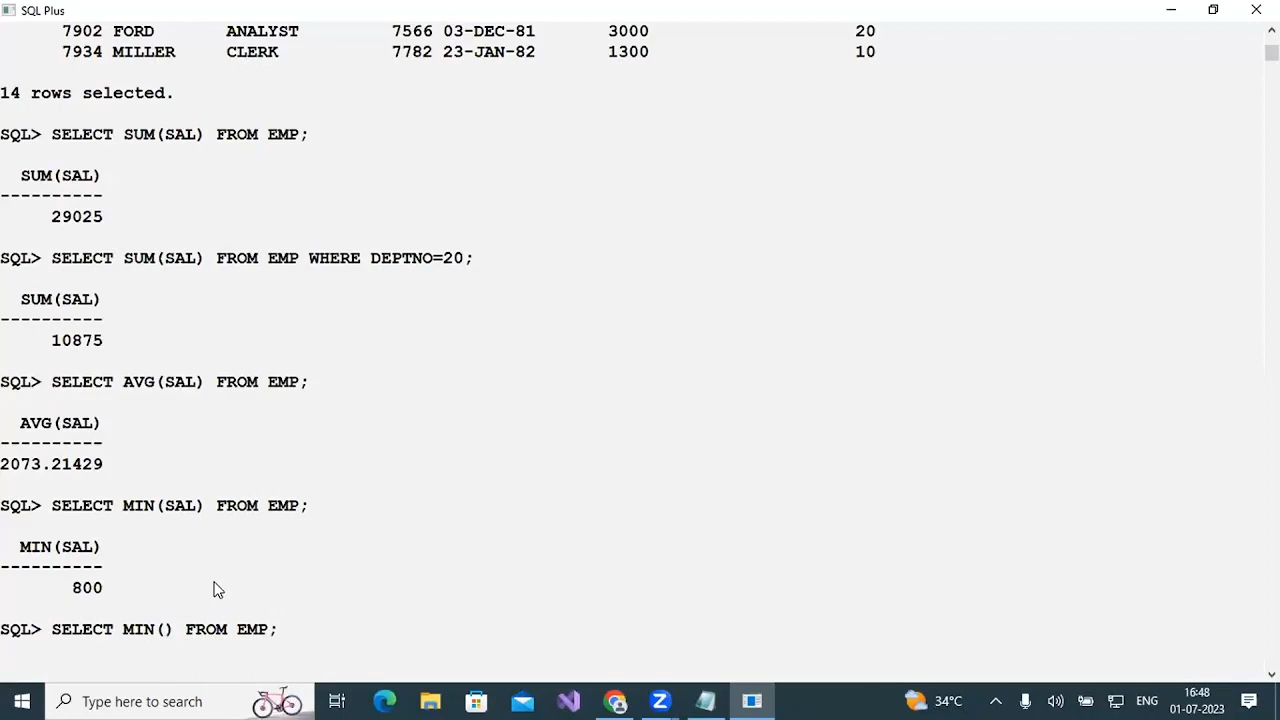 SQL Plus
7902 FORD ANALYST 7566 03-DEC-81 3000 20
7934 MILLER CLERK 7782 23-JAN-82 1300 10
14 rows selected.
SQL> SELECT SUM(SAL) FROM EMP;
SUM(SAL)
----------
29025
SQL> SELECT SUM(SAL) FROM EMP WHERE DEPTNO=20;
SUM(SAL)
----------
10875
SQL> SELECT AVG(SAL) FROM EMP;
AVG(SAL)
----------
2073.21429
SQL> SELECT MIN(SAL) FROM EMP;
MIN(SAL)
----------
800
SQL> SELECT MIN() FROM EMP;
Type here to search
34°C
ENG
16:48
01-07-2023